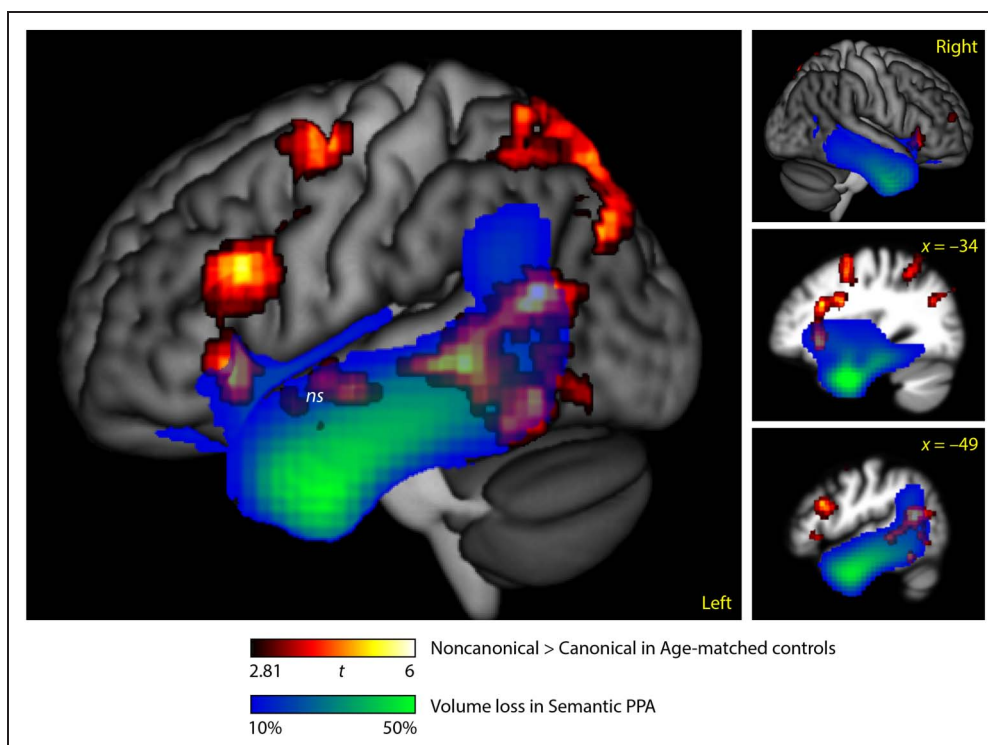 Right
x = –34
ns
x = –49
Left
Noncanonical > Canonical in Age-matched controls
2.81 t 6
Volume loss in Semantic PPA
10% 50%